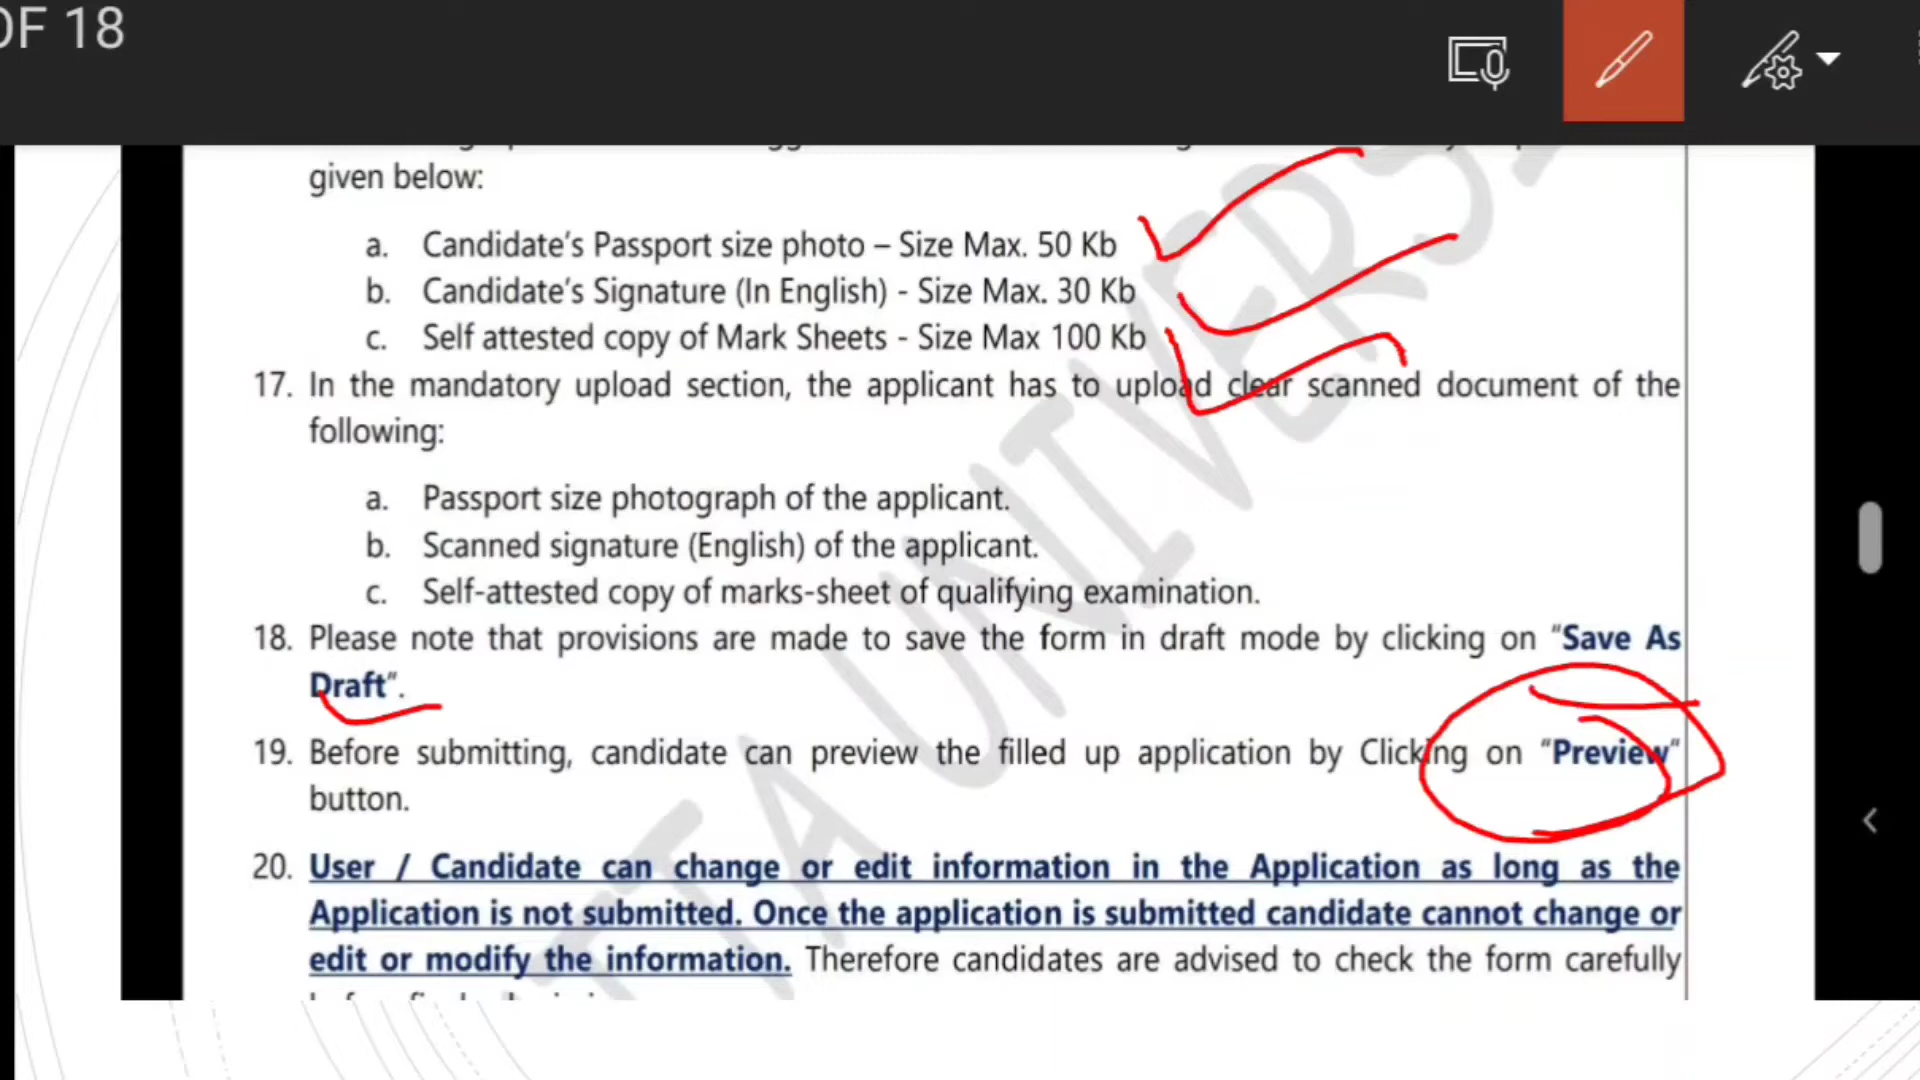 OF 18
given below:
a. Candidate's Passport size photo – Size Max. 50 Kb
b. Candidate's Signature (In English) - Size Max. 30 Kb
c. Self attested copy of Mark Sheets - Size Max 100 Kb
17. In the mandatory upload section, the applicant has to upload clear scanned document of the
following:
a. Passport size photograph of the applicant.
b. Scanned signature (English) of the applicant.
c. Self-attested copy of marks-sheet of qualifying examination.
18. Please note that provisions are made to save the form in draft mode by clicking on "Save As
Draft".
19. Before submitting, candidate can preview the filled up application by Clicking on "Preview"
button.
20. User / Candidate can change or edit information in the Application as long as the
Application is not submitted. Once the application is submitted candidate cannot change or
edit or modify the information. Therefore candidates are advised to check the form carefully